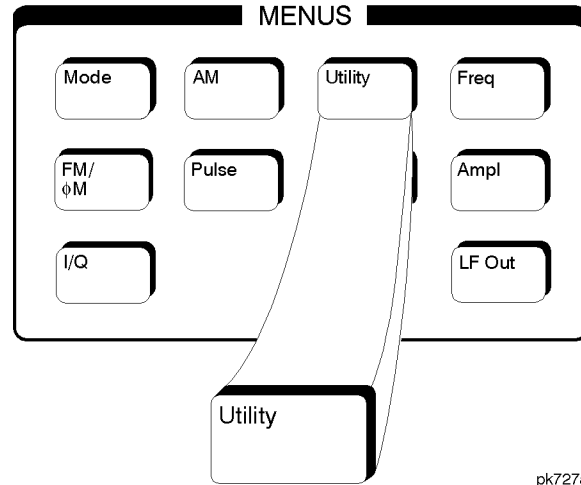 MENUS
Mode
AM
Utility
Freq
FM/
ϕM
Pulse
Ampl
I/Q
LF Out
Utility